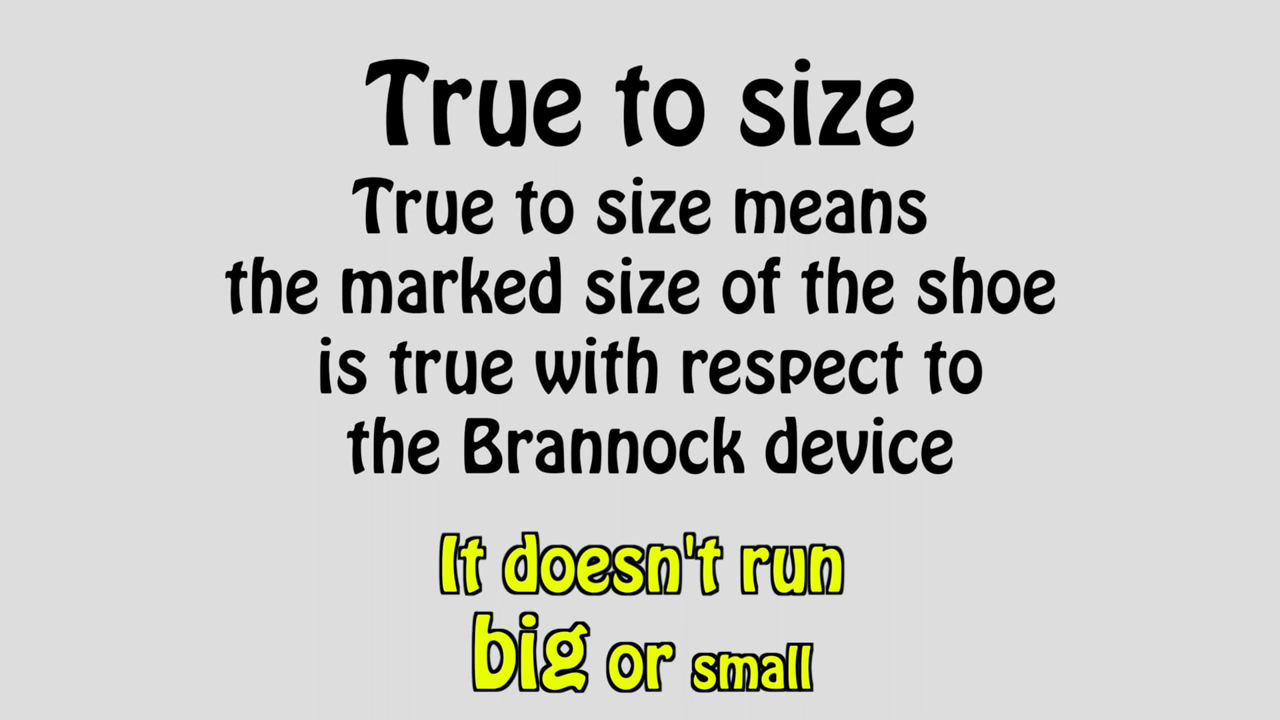 True to size
True to size means
the marked size of the shoe
is true with respect to
the Brannock device
It doesn't run
big or small